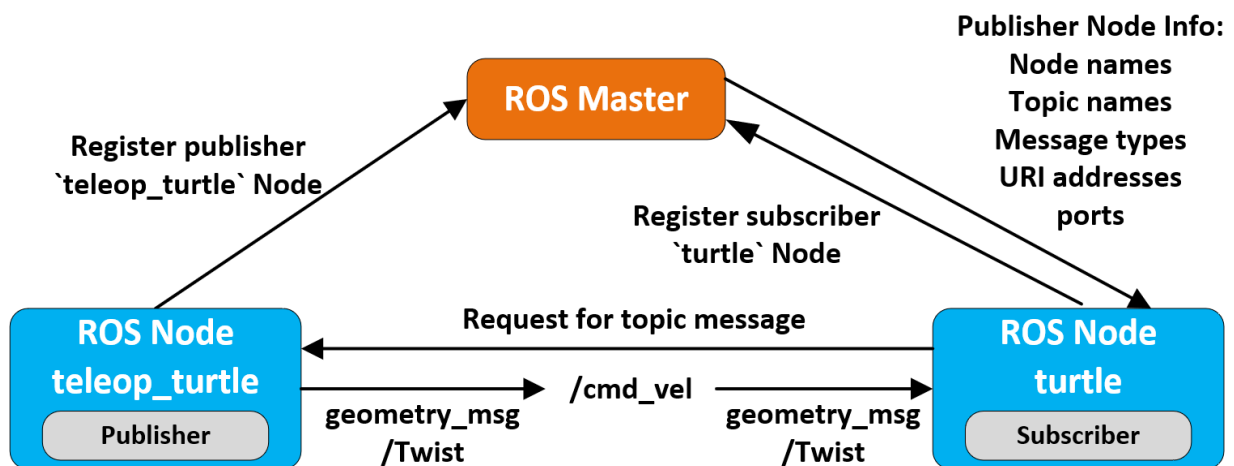 Publisher Node Info:
Node names
Topic names
Message types
URI addresses
ports
ROS Master
Register publisher
`teleop_turtle` Node
Register subscriber
`turtle` Node
ROS Node
teleop_turtle
Publisher
Request for topic message
/cmd_vel
geometry_msg
/Twist
geometry_msg
/Twist
ROS Node
turtle
Subscriber